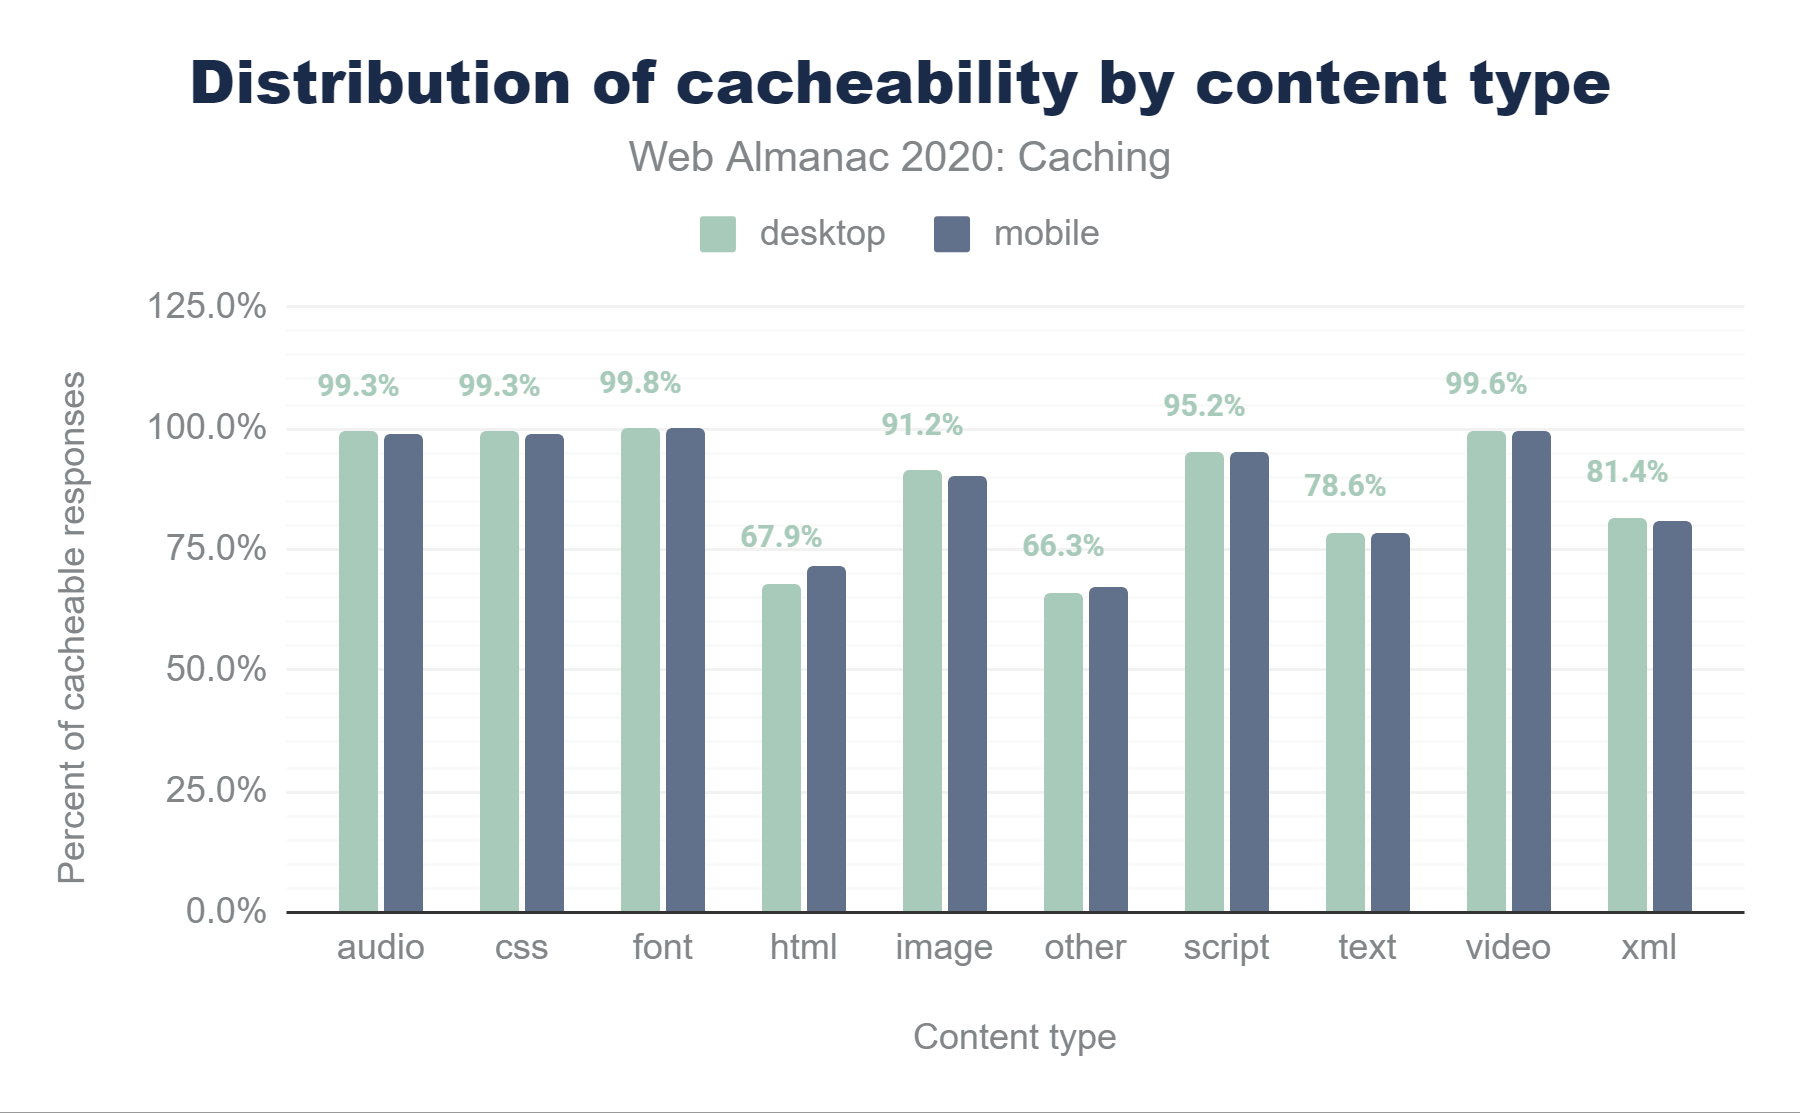 Distribution of cacheability by content type
Web Almanac 2020: Caching
desktop mobile
Percent of cacheable responses
125.0%
100.0%
75.0%
50.0%
25.0%
0.0%
99.3% 99.3% 99.8% 67.9% 91.2% 66.3% 95.2% 78.6% 99.6% 81.4%
audio css font html image other script text video xml
Content type